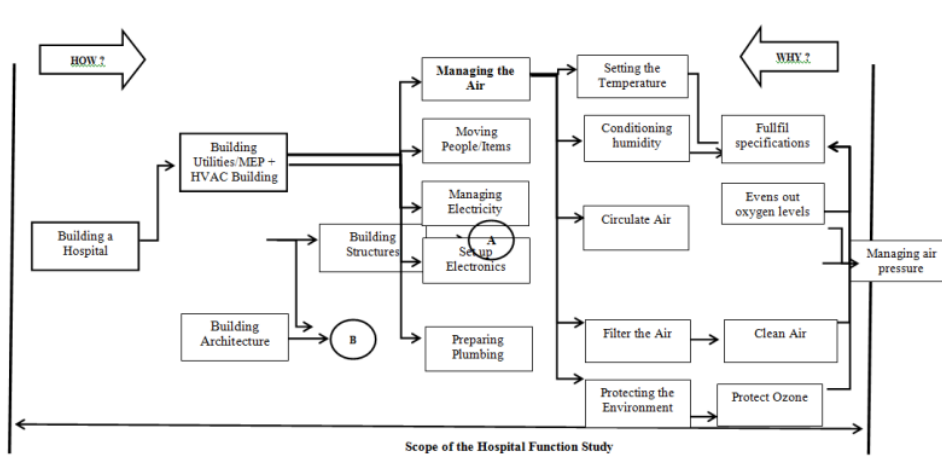 HOW ?
WHY ?
Managing the
Air
Setting the
Temperature
Moving
People/Items
Conditioning
humidity
Fullfil
specifications
Building
Utilities/MEP +
HVAC Building
Managing
Electricity
Evens out
oxygen levels
Circulate Air
Building a
Hospital
Building
Structures
A
Set up
Electronics
Managing air
pressure
Building
Architecture
B
Preparing
Plumbing
Filter the Air
Clean Air
Protecting the
Environment
Protect Ozone
Scope of the Hospital Function Study